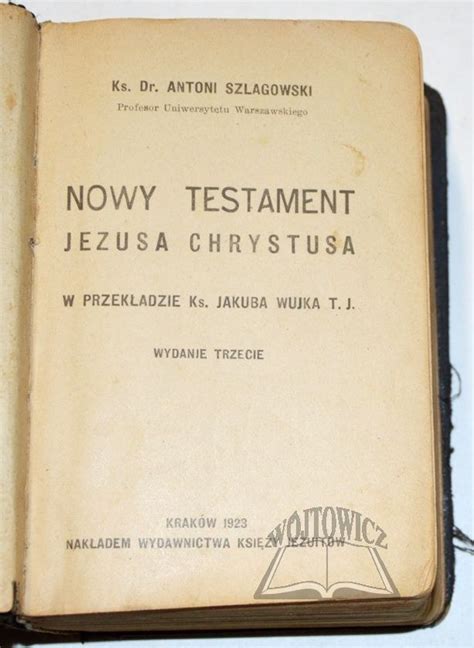 Ks. Dr. ANTONI SZLAGOWSKI
Profesor Uniwersytetu Warszawskiego
NOWY TESTAMENT
JEZUSA CHRYSTUSA
W PRZEKŁADZIE Ks. JAKUBA WUJKA T. J.
WYDANIE TRZECIE
KRAKÓW 1923
NAKŁADEM WYDAWNICTWA KSIĘŻY JEZUITÓW
WÓJTOWICZ